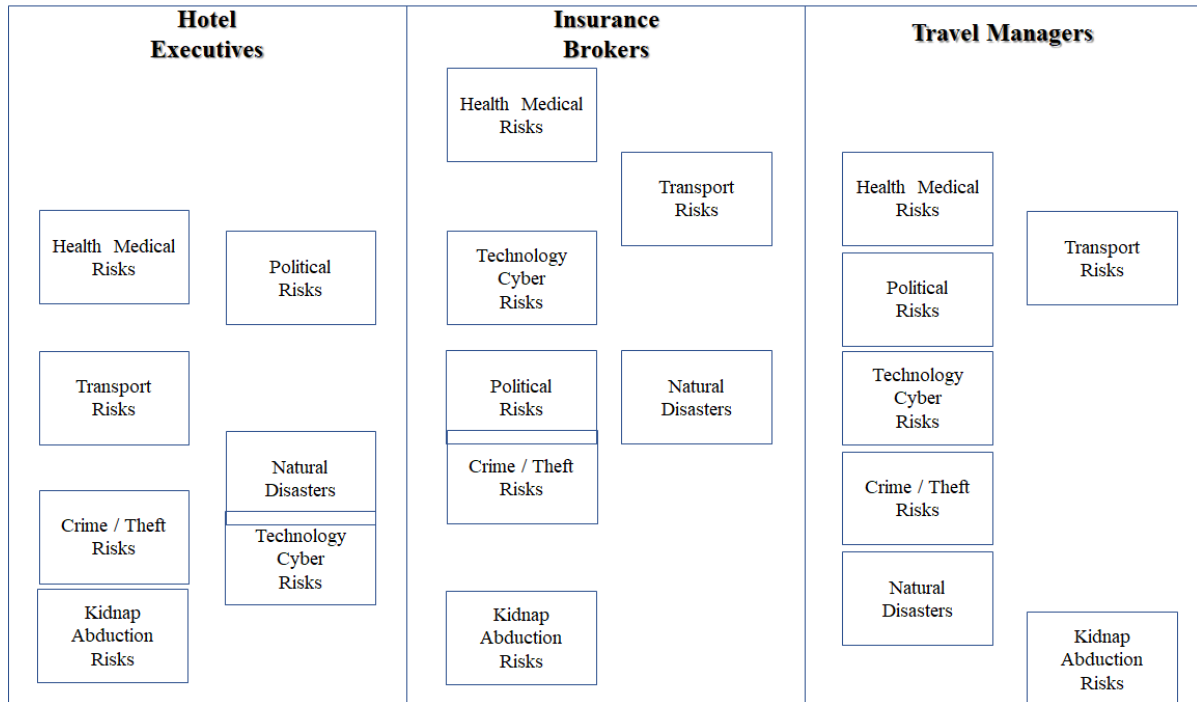 Hotel
Executives
Health Medical
Risks
Political
Risks
Transport
Risks
Natural
Disasters
Crime / Theft
Risks
Technology
Cyber
Risks
Kidnap
Abduction
Risks
Insurance
Brokers
Health Medical
Risks
Transport
Risks
Technology
Cyber
Risks
Political
Risks
Natural
Disasters
Crime / Theft
Risks
Kidnap
Abduction
Risks
Travel Managers
Health Medical
Risks
Transport
Risks
Political
Risks
Technology
Cyber
Risks
Crime / Theft
Risks
Natural
Disasters
Kidnap
Abduction
Risks